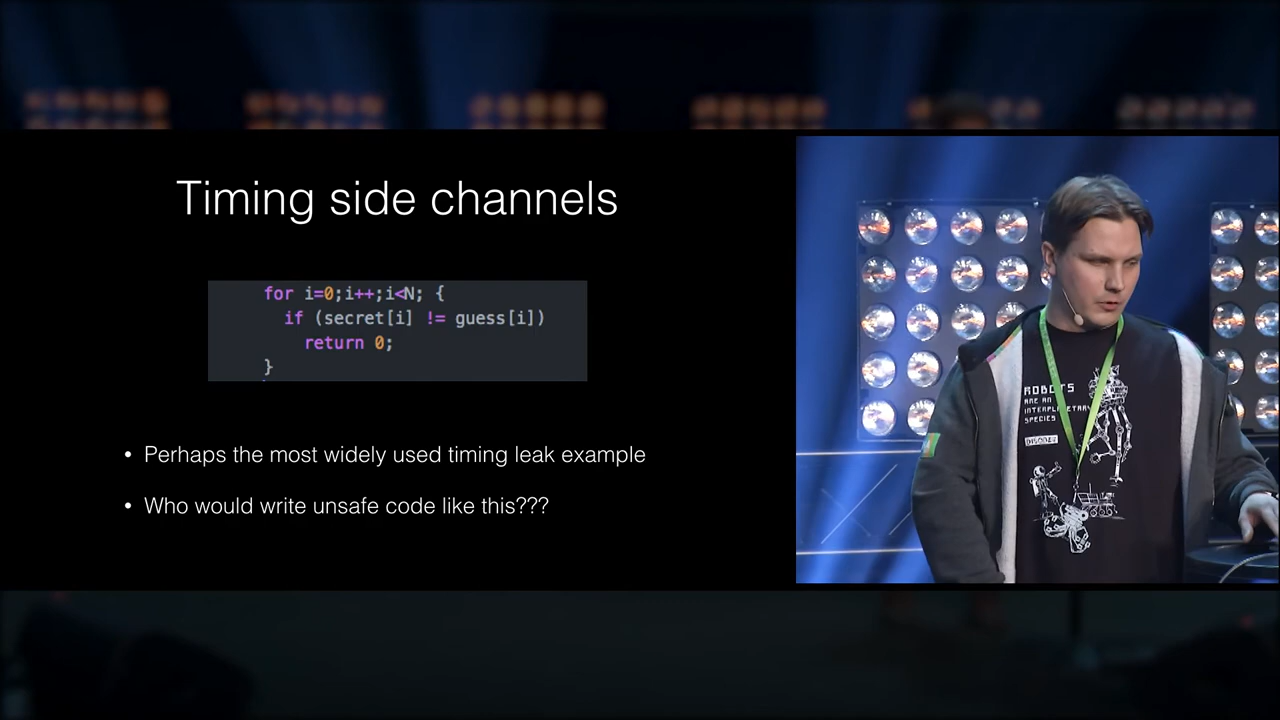 Timing side channels
for i=0;i++;i<N; {
if (secret[i] != guess[i])
return 0;
}
• Perhaps the most widely used timing leak example
• Who would write unsafe code like this???
ROBOTS
ARE AN
INTERPLANETARY
SPECIES